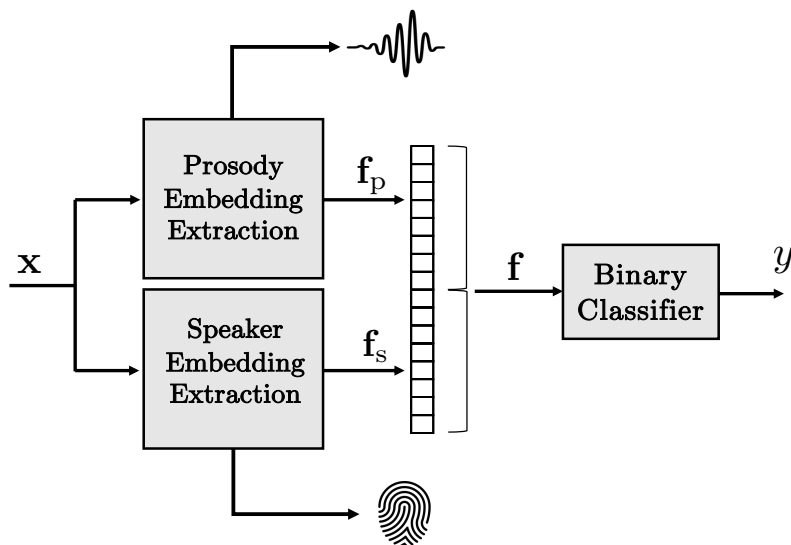 Prosody
Embedding
Extraction
f_p
x
f
Binary
Classifier
y
Speaker
Embedding
Extraction
f_s